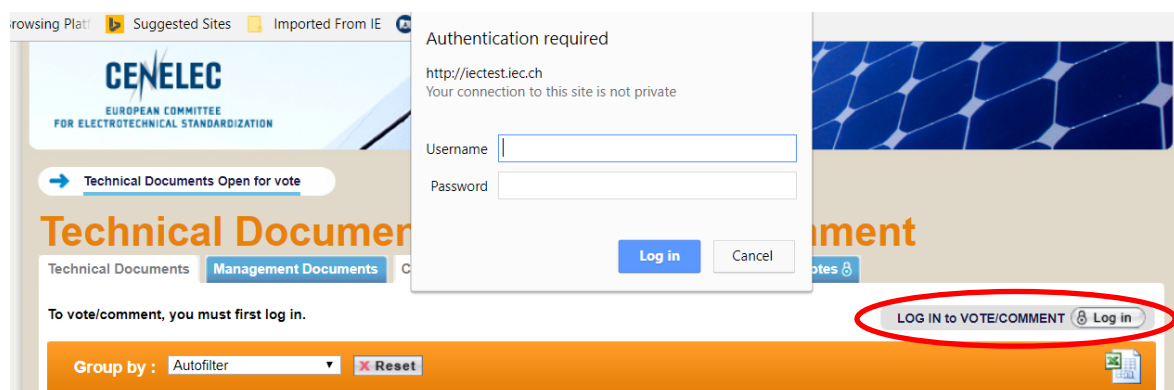 rowsing Platf Suggested Sites Imported From IE
Authentication required
http://iectest.iec.ch
Your connection to this site is not private
Username
Password
Log in Cancel
CENELEC
EUROPEAN COMMITTEE
FOR ELECTROTECHNICAL STANDARDIZATION
Technical Documents Open for vote
Technical Documen ment
Technical Documents Management Documents C otes
To vote/comment, you must first log in.
LOG IN to VOTE/COMMENT Log in
Group by : Autofilter X Reset